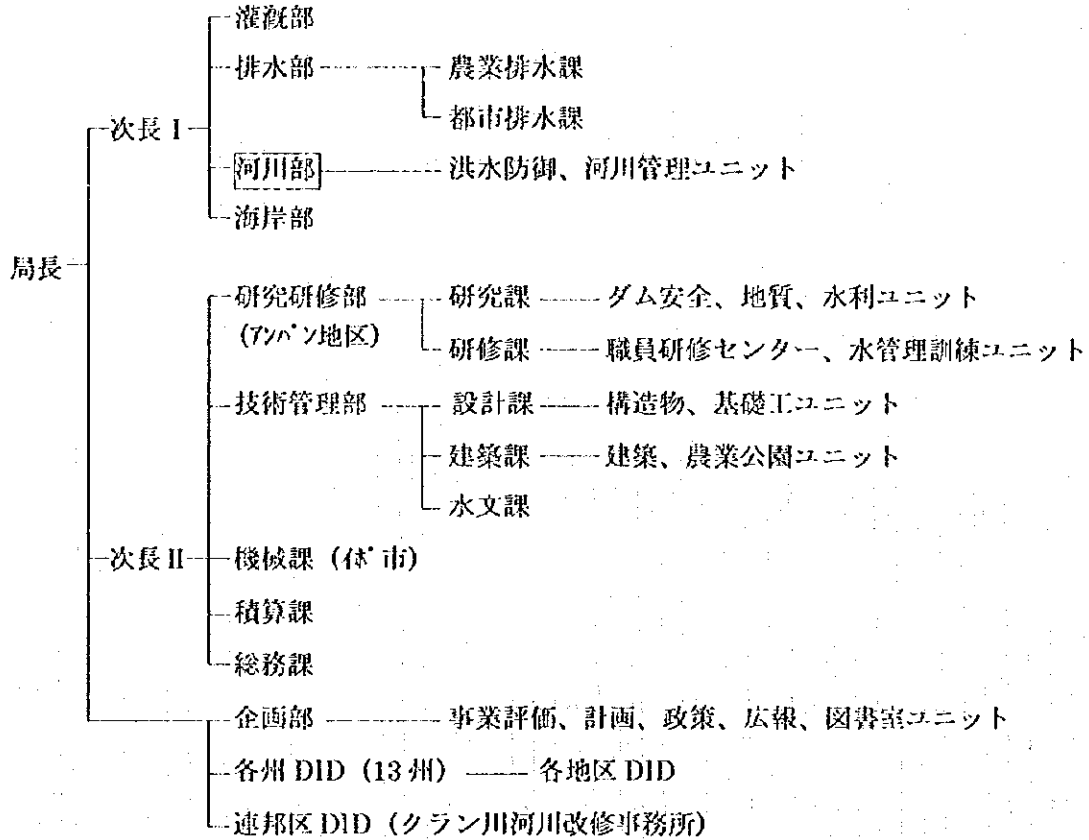 灌漑部
排水部 農業排水課
都市排水課
次長 I
河川部 洪水防御、河川管理ユニット
海岸部
局長
研究研修部 研究課 ダム安全、地質、水利ユニット
(アンパン地区)
研修課 職員研修センター、水管理訓練ユニット
技術管理部 設計課 構造物、基礎工ユニット
建築課 建築、農業公園ユニット
水文課
次長 II 機械課 (イポ市)
積算課
総務課
企画部 事業評価、計画、政策、広報、図書室ユニット
各州 DID (13 州) 各地区 DID
連邦区 DID (クラン川河川改修事務所)